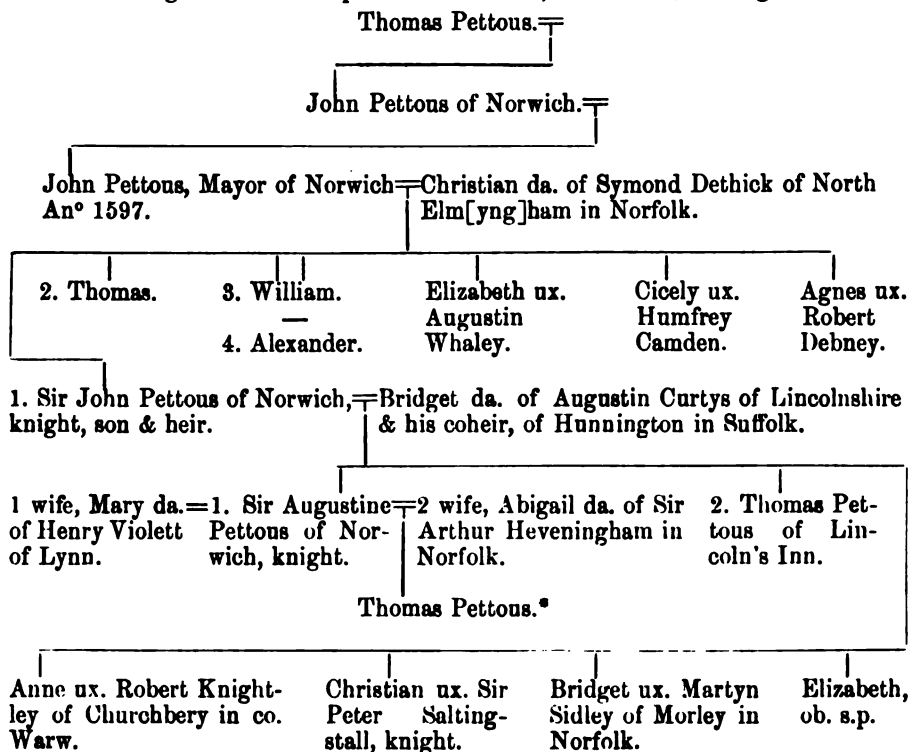 Thomas Pettous.
John Pettous of Norwich.
John Pettous, Mayor of Norwich=Christian da. of Symond Dethick of North
Anº 1597. Elm[yng]ham in Norfolk.
2. Thomas. 3. William. Elizabeth ux. Cicely ux. Agnes ux.
— Augustin Humfrey Robert
4. Alexander. Whaley. Camden. Debney.
1. Sir John Pettous of Norwich,=Bridget da. of Augustin Curtys of Lincolnshire
knight, son & heir. & his coheir, of Hunnington in Suffolk.
1 wife, Mary da.=1. Sir Augustine=2 wife, Abigail da. of Sir 2. Thomas Pet-
of Henry Violett Pettous of Nor- Arthur Heveningham in tous of Lin-
of Lynn. wich, knight. Norfolk. coln's Inn.
Thomas Pettous.*
Anne ux. Robert Knight- Christian ux. Sir Bridget ux. Martyn Elizabeth,
ley of Churchbery in co. Peter Salting- Sidley of Morley in ob. s.p.
Warw. stall, knight. Norfolk.